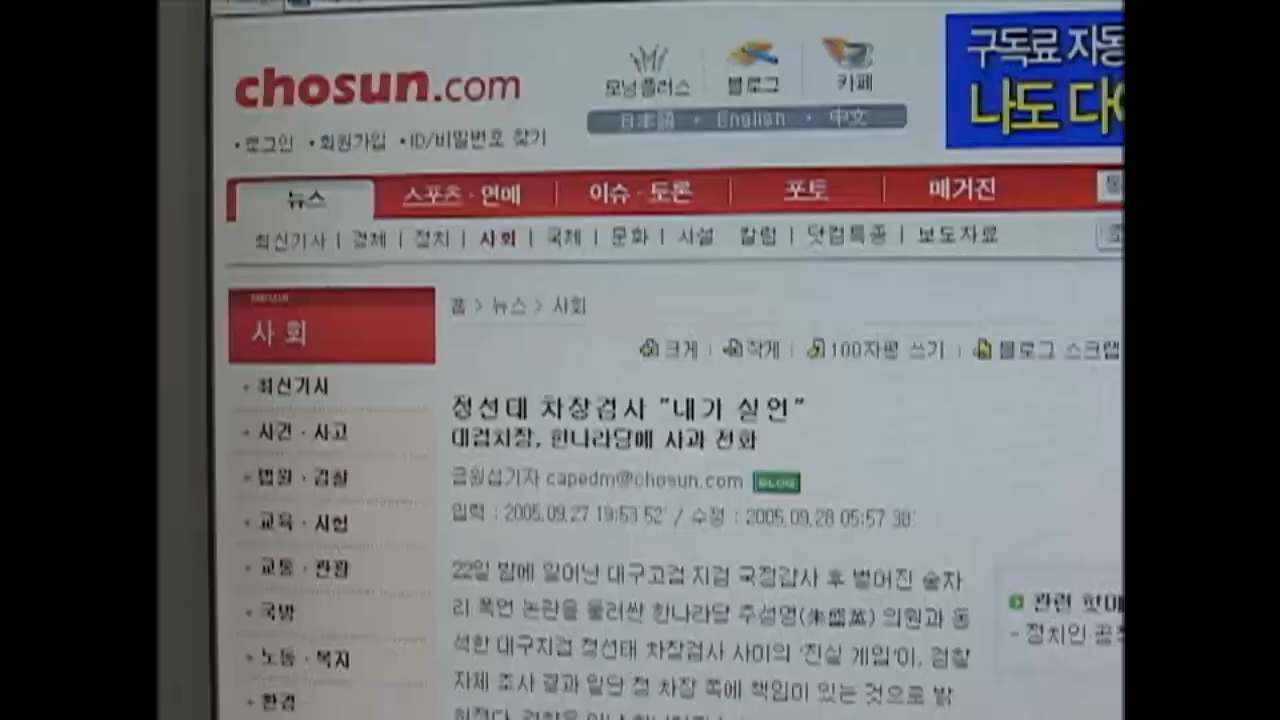 구독료 자동
chosun.com
모닝플러스 블로그 카페
나도 다이
日本語 · English · 中文
•로그인 •회원가입 •ID/비밀번호 찾기
뉴스 스포츠 · 연예 이슈 · 토론 포토 매거진
최신기사 | 경제 | 정치 | 사회 | 국제 | 문화 | 사설 칼럼 | 닷컴특종 | 보도자료
사회
홈 > 뉴스 > 사회
크게 | 작게 | 100자평 쓰기 | 블로그 스크랩
최신기사
정선태 차장검사 "내가 실언"
사건 · 사고
대검차장, 한나라당에 사과 전화
법원 · 검찰
금원섭기자 capedm@chosun.com BLOG
입력 : 2005.09.27 19:53 52' / 수정 : 2005.09.28 05:57 38'
교육 · 시험
교통 · 관광
22일 밤에 일어난 대구고검 지검 국정감사 후 벌어진 술자
관련 핫이
국방
리 폭언 논란을 둘러싼 한나라당 주성영(朱盛英) 의원과 동
- 정치인 공
노동 · 복지
석한 대구지검 정선태 차장검사 사이의 '진실 게임'이, 검찰
자체 조사 결과 일단 정 차장 쪽에 책임이 있는 것으로 밝
환경
혀졌다.